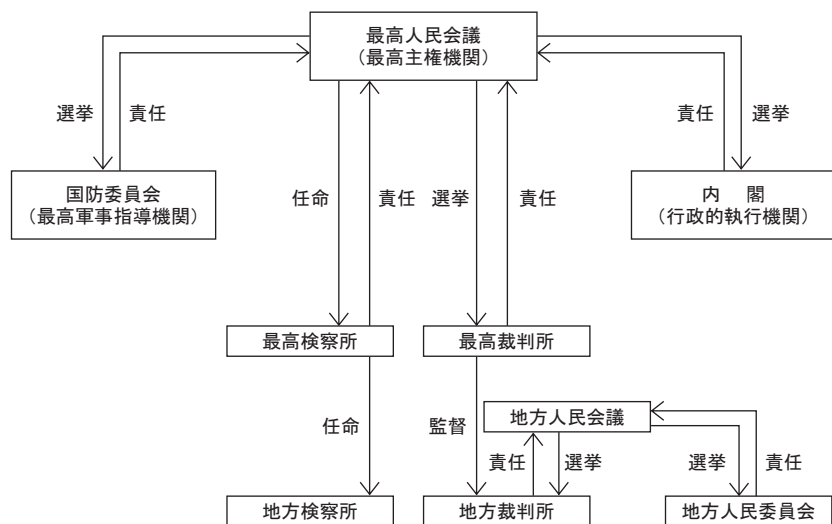 最高人民会議
(最高主権機関)
選挙
責任
責任
選挙
国防委員会
(最高軍事指導機関)
任命
責任
選挙
責任
内　閣
(行政的執行機関)
最高検察所
最高裁判所
任命
監督
地方人民会議
責任
選挙
選挙
責任
地方検察所
地方裁判所
地方人民委員会